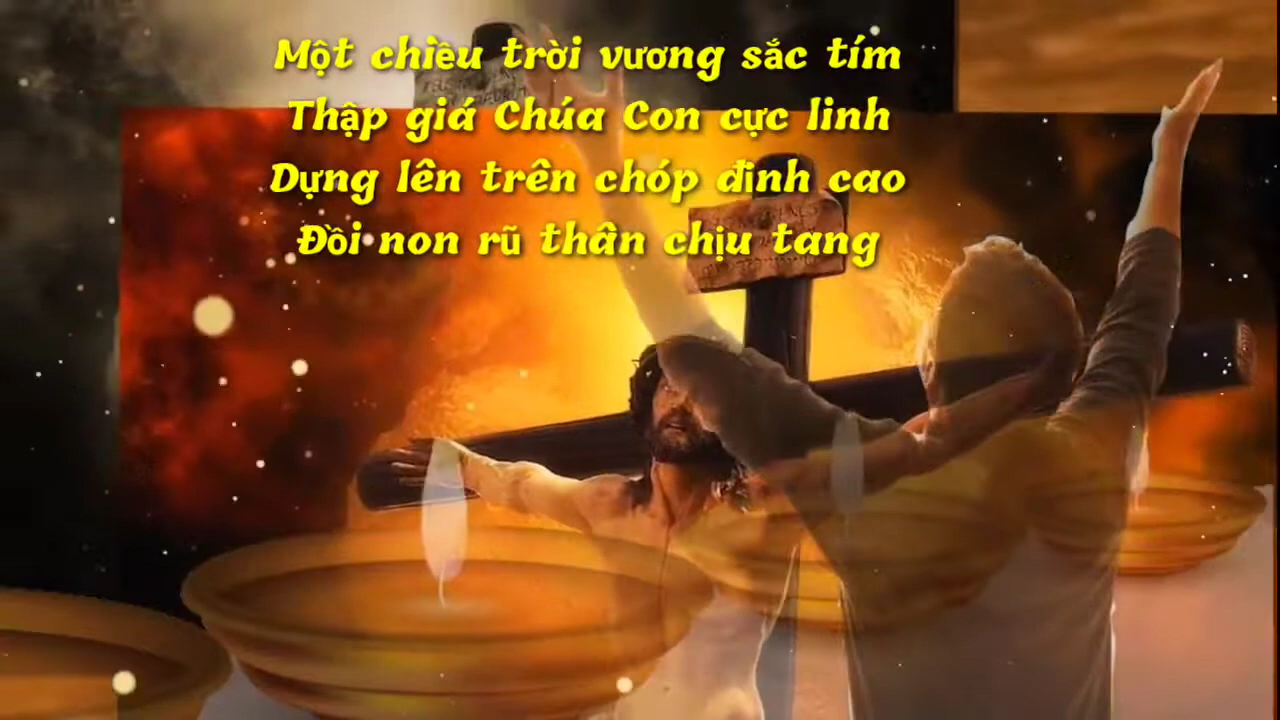 Một chiều trời vương sắc tím
Thập giá Chúa Con cực linh
Dựng lên trên chóp đỉnh cao
Đồi non rũ thân chịu tang